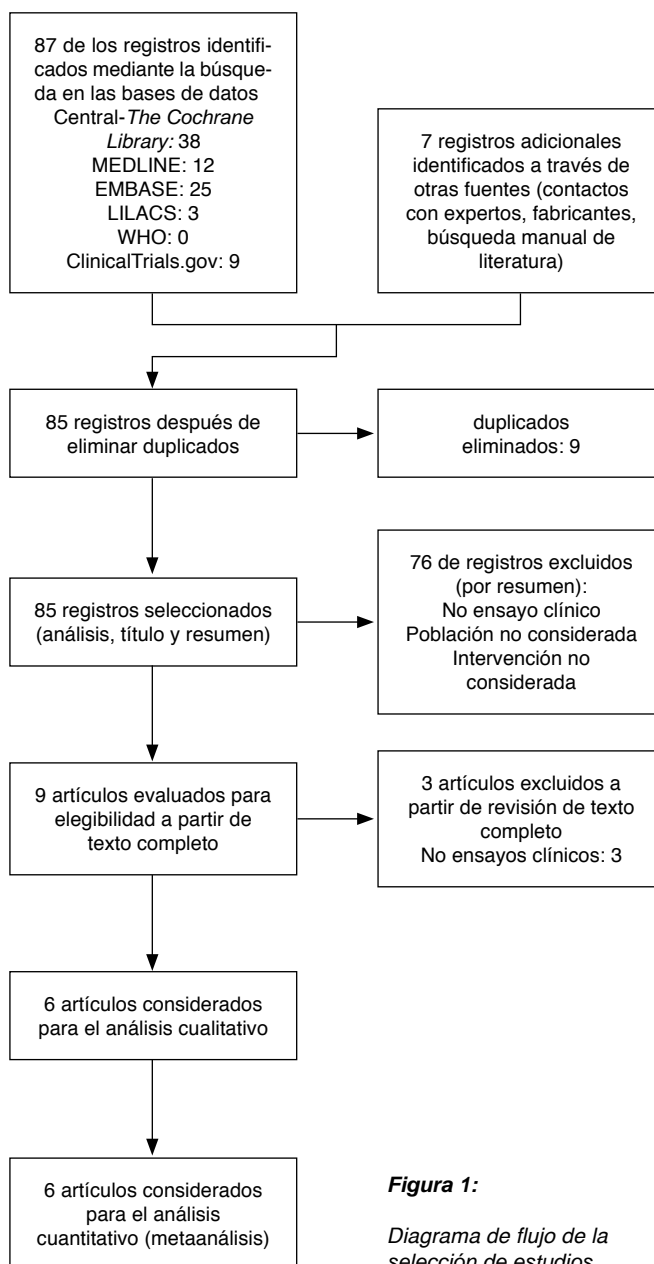 87 de los registros identifi-
cados mediante la búsque-
da en las bases de datos
Central-The Cochrane
Library: 38
MEDLINE: 12
EMBASE: 25
LILACS: 3
WHO: 0
ClinicalTrials.gov: 9
7 registros adicionales
identificados a través de
otras fuentes (contactos
con expertos, fabricantes,
búsqueda manual de
literatura)
85 registros después de
eliminar duplicados
duplicados
eliminados: 9
85 registros seleccionados
(análisis, título y resumen)
76 de registros excluidos
(por resumen):
No ensayo clínico
Población no considerada
Intervención no
considerada
9 artículos evaluados para
elegibilidad a partir de
texto completo
3 artículos excluidos a
partir de revisión de texto
completo
No ensayos clínicos: 3
6 artículos considerados
para el análisis cualitativo
6 artículos considerados
para el análisis
cuantitativo (metaanálisis)
Figura 1:
Diagrama de flujo de la
selección de estudios